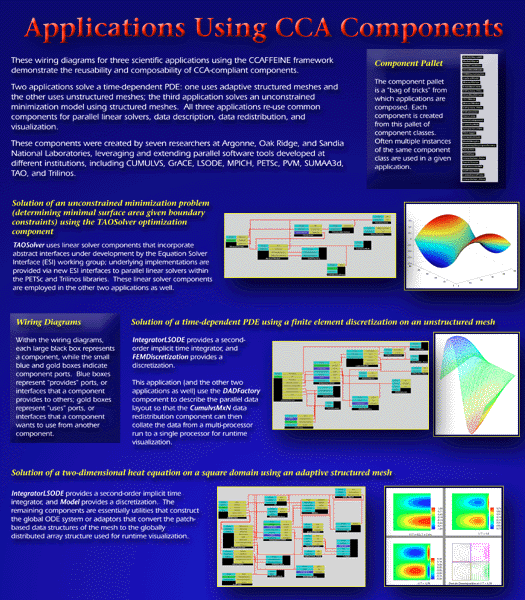 Applications Using CCA Components
These wiring diagrams for three scientific applications using the CCAFFEINE framework
demonstrate the reusability and composability of CCA-compliant components.
Two applications solve a time-dependent PDE: one uses adaptive structured meshes and
the other uses unstructured meshes; the third application solves an unconstrained
minimization model using structured meshes. All three applications re-use common
components for parallel linear solvers, data description, data redistribution, and
visualization.
These components were created by seven researchers at Argonne, Oak Ridge, and Sandia
National Laboratories, leveraging and extending parallel software tools developed at
different institutions, including CUMULVS, GrACE, LSODE, MPICH, PETSc, PVM, SUMAA3d,
TAO, and Trilinos.
Component Pallet
The component pallet
is a "bag of tricks" from
which applications are
composed. Each
component is created
from this pallet of
component classes.
Often multiple instances
of the same component
class are used in a given
application.
Solution of an unconstrained minimization problem
(determining minimal surface area given boundary
constraints) using the TAOSolver optimization
component
TAOSolver uses linear solver components that incorporate
abstract interfaces under development by the Equation Solver
Interface (ESI) working group; underlying implementations are
provided via new ESI interfaces to parallel linear solvers within
the PETSc and Trilinos libraries. These linear solver components
are employed in the other two applications as well.
Wiring Diagrams
Within the wiring diagrams,
each large black box represents
a component, while the small
blue and gold boxes indicate
component ports. Blue boxes
represent "provides" ports, or
interfaces that a component
provides to others; gold boxes
represent "uses" ports, or
interfaces that a component
wants to use from another
component.
Solution of a time-dependent PDE using a finite element discretization on an unstructured mesh
IntegratorLSODE provides a second-
order implicit time integrator, and
FEMDiscretization provides a
discretization.
This application (and the other two
applications as well) use the DADFactory
component to describe the parallel data
layout so that the CumulvsMxN data
redistribution component can then
collate the data from a multi-processor
run to a single processor for runtime
visualization.
Solution of a two-dimensional heat equation on a square domain using an adaptive structured mesh
IntegratorLSODE provides a second-order implicit time
integrator, and Model provides a discretization. The
remaining components are essentially utilities that construct
the global ODE system or adaptors that convert the patch-
based data structures of the mesh to the globally
distributed array structure used for runtime visualization.